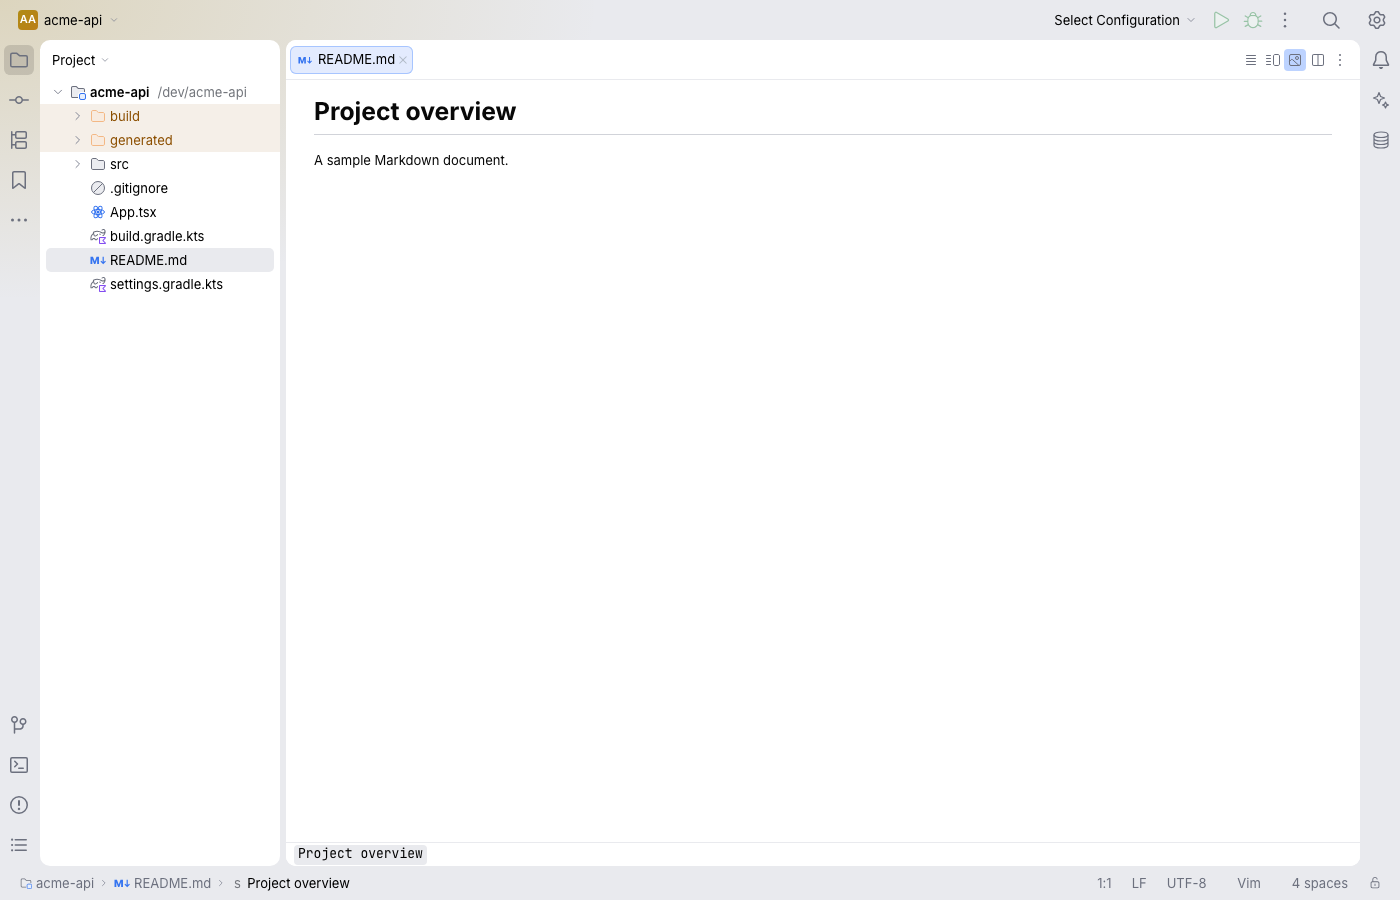 AA acme-api
Select Configuration
Project
README.md
acme-api /dev/acme-api
build
generated
src
.gitignore
App.tsx
build.gradle.kts
README.md
settings.gradle.kts
Project overview
A sample Markdown document.
Project overview
acme-api README.md s Project overview
1:1 LF UTF-8 Vim 4 spaces